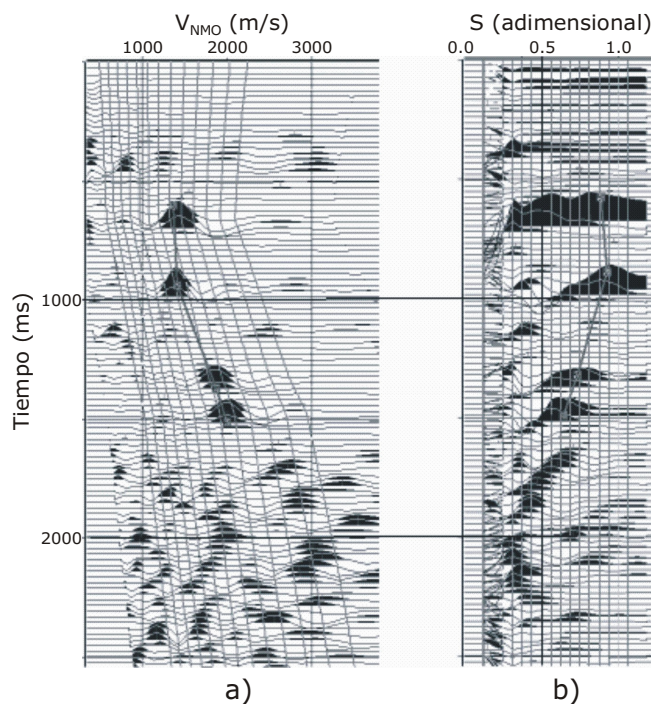 V_NMO (m/s)
S (adimensional)
1000 2000 3000
0.0 0.5 1.0
Tiempo (ms)
1000
2000
a)
b)